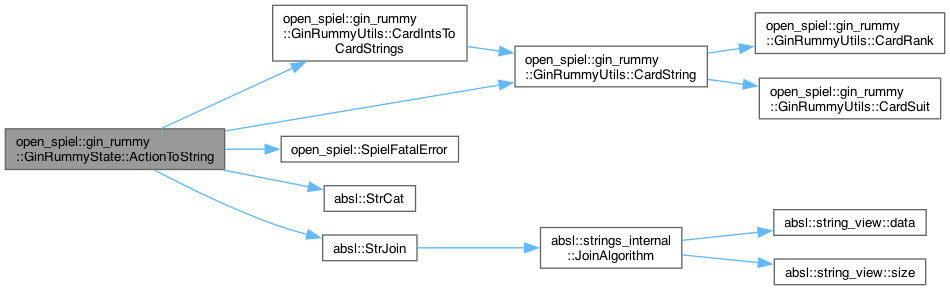 open_spiel::gin_rummy
::GinRummyState::ActionToString
open_spiel::gin_rummy
::GinRummyUtils::CardIntsTo
CardStrings
open_spiel::gin_rummy
::GinRummyUtils::CardString
open_spiel::gin_rummy
::GinRummyUtils::CardRank
open_spiel::gin_rummy
::GinRummyUtils::CardSuit
open_spiel::SpielFatalError
absl::StrCat
absl::StrJoin
absl::strings_internal
::JoinAlgorithm
absl::string_view::data
absl::string_view::size